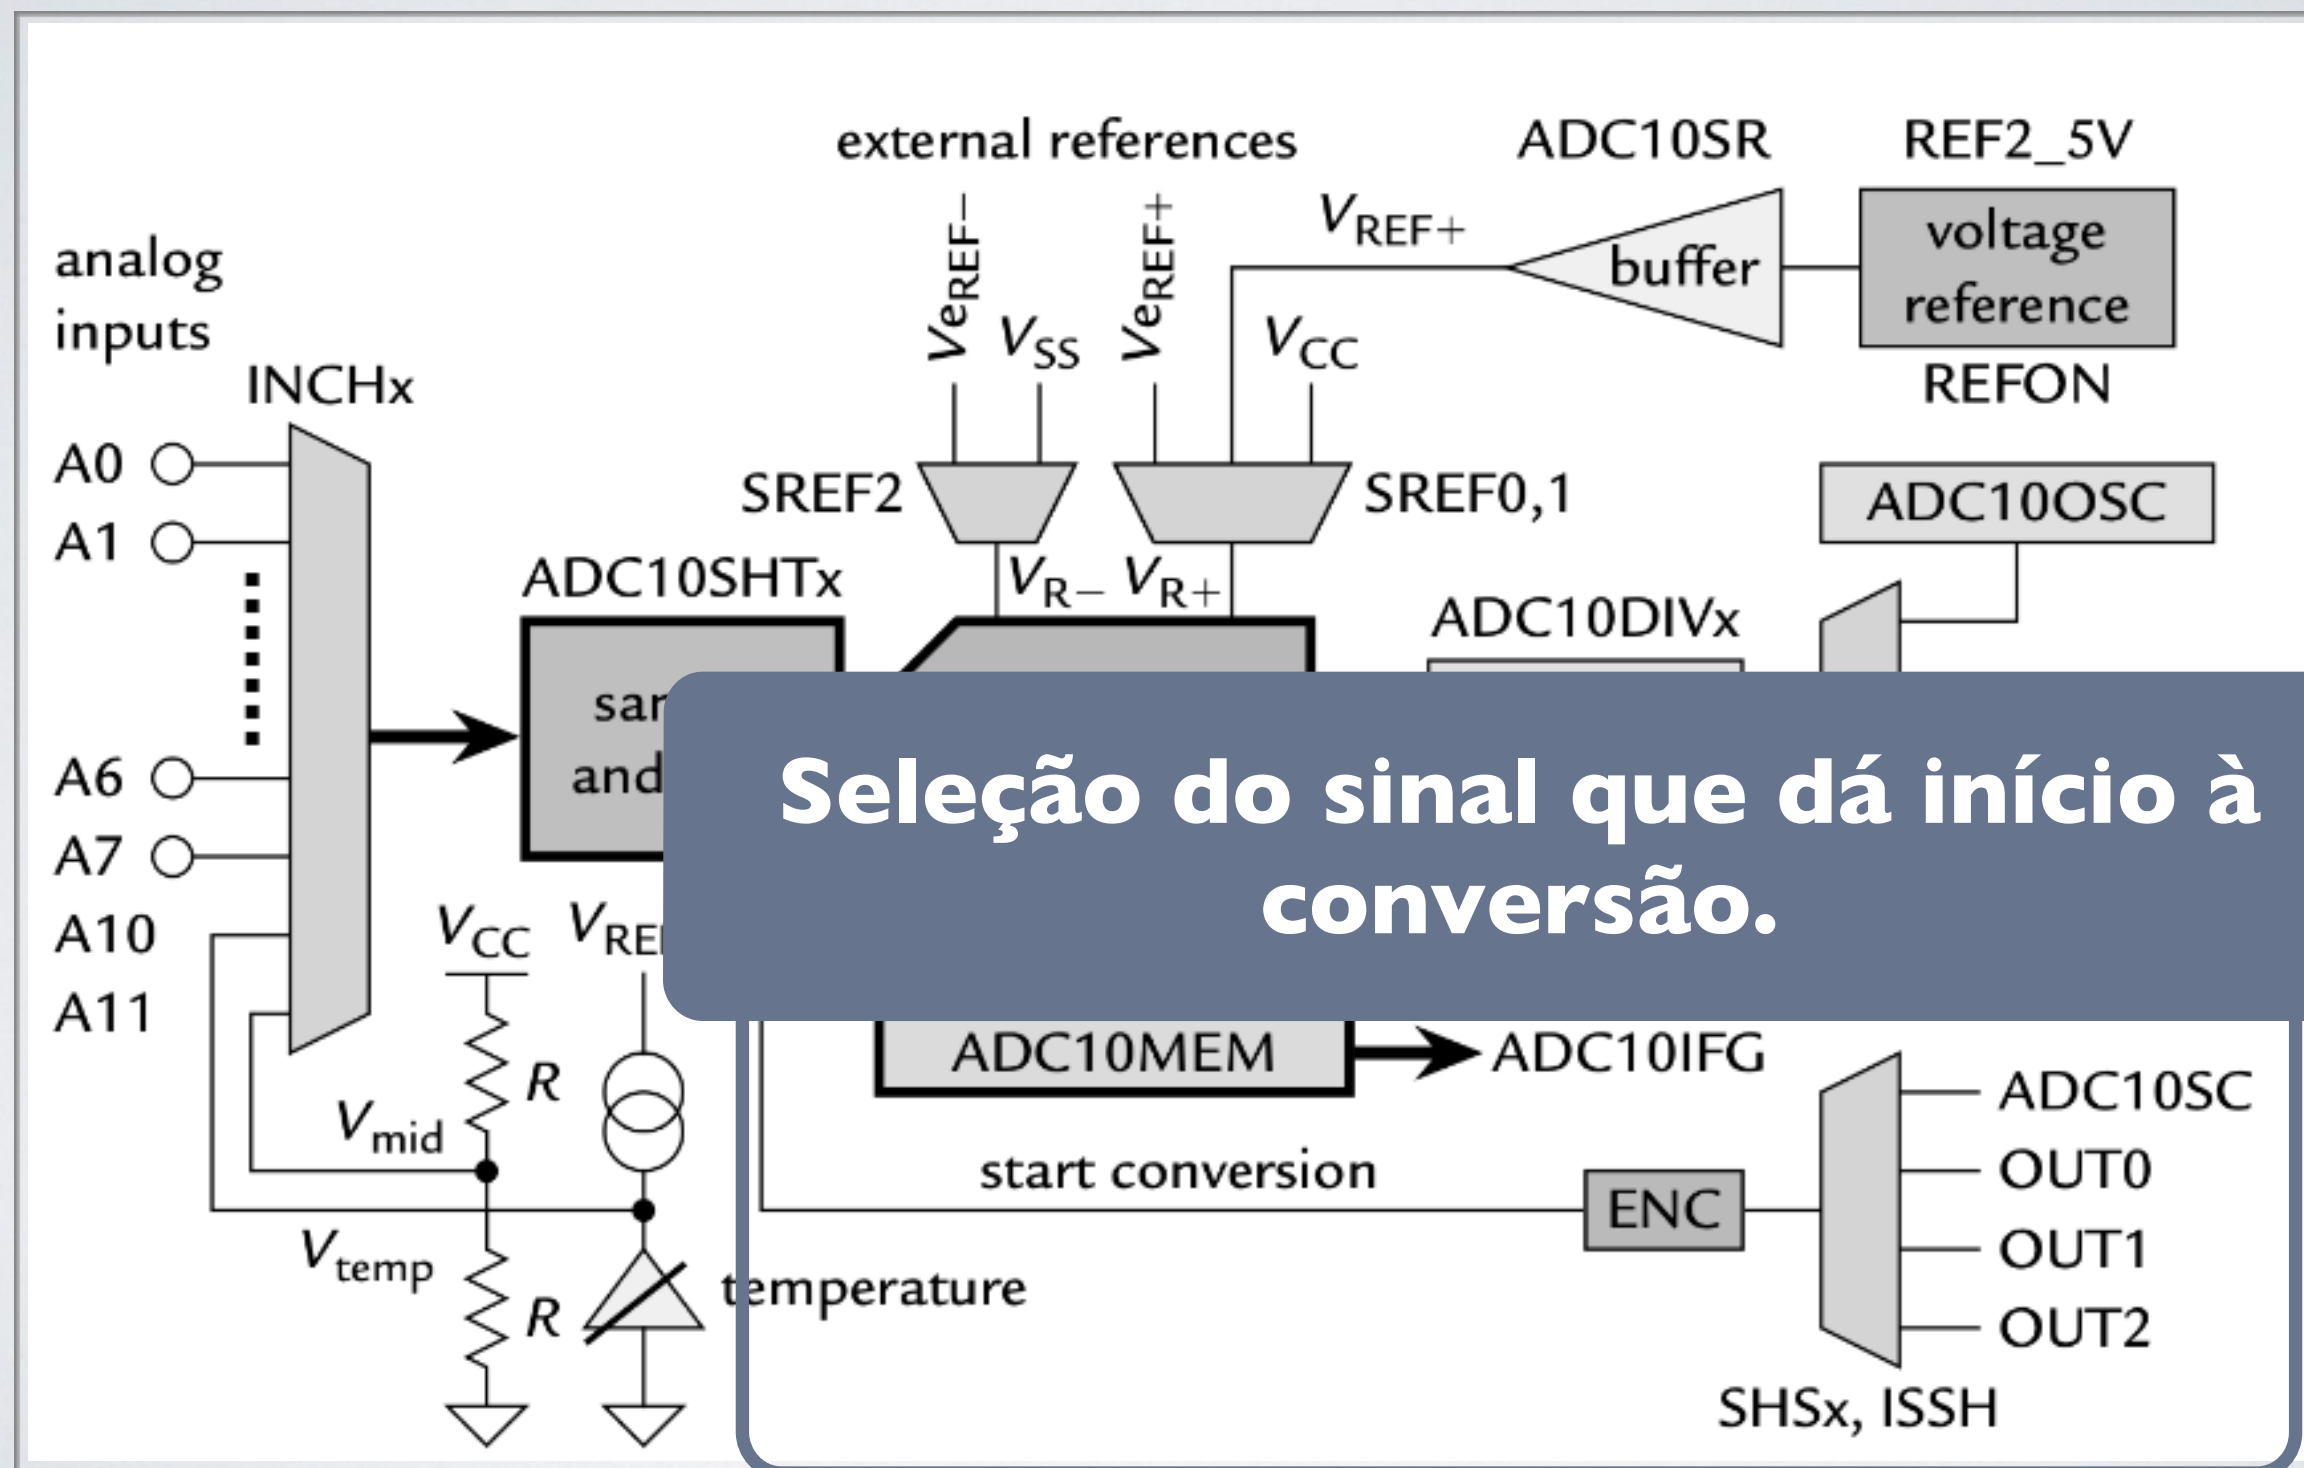 external references
ADC10SR
REF2_5V
analog
inputs
VeREF−
VSS
VeREF+
VREF+
VCC
buffer
voltage
reference
REFON
INCHx
A0
A1
A6
A7
A10
A11
SREF2
SREF0,1
ADC10OSC
ADC10SHTx
VR−
VR+
ADC10DIVx
and
Seleção do sinal que dá início à
conversão.
VCC
R
Vmid
Vtemp
R
temperature
ADC10MEM
ADC10IFG
start conversion
ENC
ADC10SC
OUT0
OUT1
OUT2
SHSx, ISSH